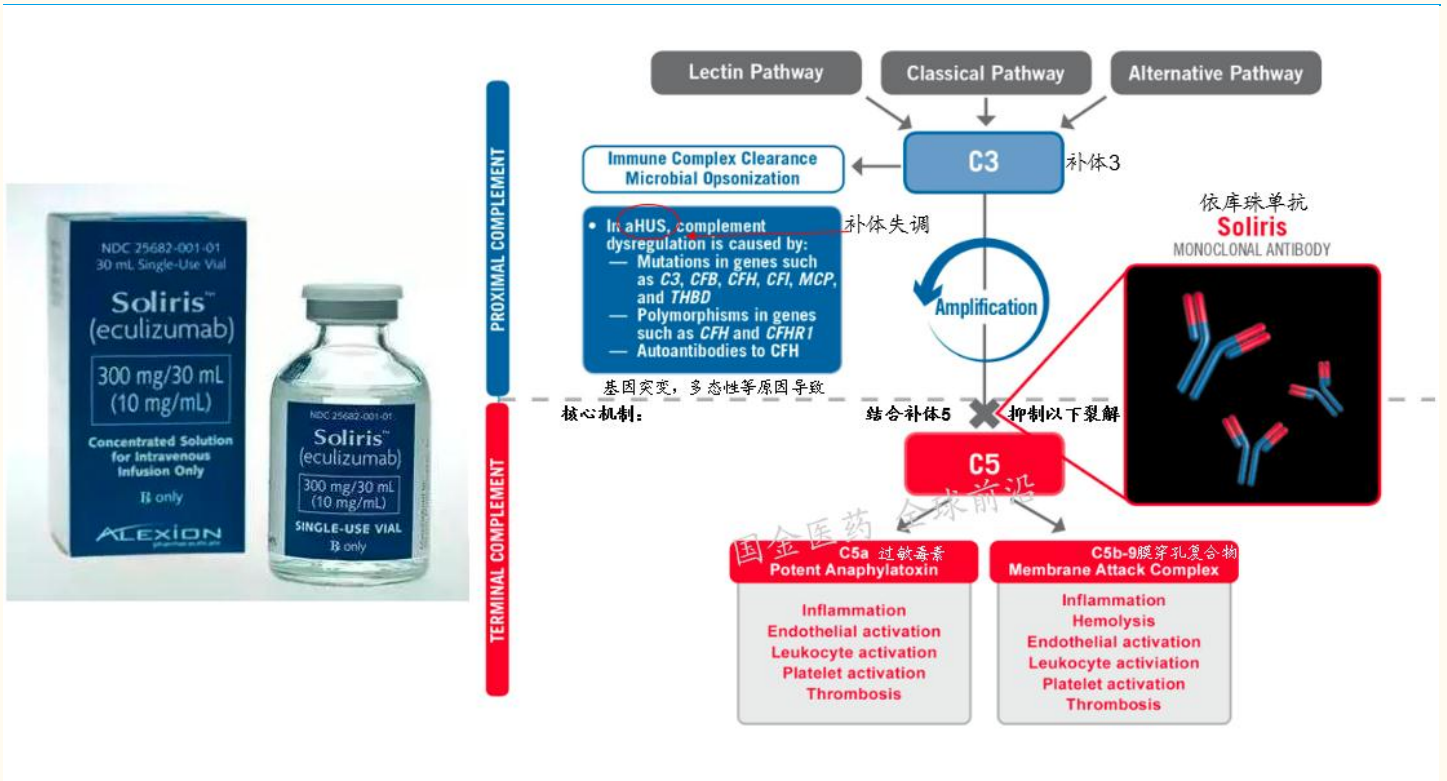 NDC 25682-001-01
30 mL Single-Use Vial
Soliris™
(eculizumab)
300 mg/30 mL
(10 mg/mL)
Concentrated Solution
for Intravenous
Infusion Only
℞ only
ALEXION
NDC 25682-001-01
Soliris™
(eculizumab)
300 mg/30 mL
(10 mg/mL)
SINGLE-USE VIAL
℞ only
PROXIMAL COMPLEMENT
TERMINAL COMPLEMENT
Lectin Pathway
Classical Pathway
Alternative Pathway
C3
补体3
Immune Complex Clearance
Microbial Opsonization
• In aHUS, complement
dysregulation is caused by:
— Mutations in genes such
as C3, CFB, CFH, CFI, MCP,
and THBD
— Polymorphisms in genes
such as CFH and CFHR1
— Autoantibodies to CFH
补体失调
基因突变，多态性等原因导致
Amplification
依库珠单抗
Soliris
MONOCLONAL ANTIBODY
核心机制：
结合补体5
抑制以下裂解
C5
国金医药 全球前沿
C5a 过敏毒素
Potent Anaphylatoxin
Inflammation
Endothelial activation
Leukocyte activation
Platelet activation
Thrombosis
C5b-9膜穿孔复合物
Membrane Attack Complex
Inflammation
Hemolysis
Endothelial activation
Leukocyte activiation
Platelet activation
Thrombosis